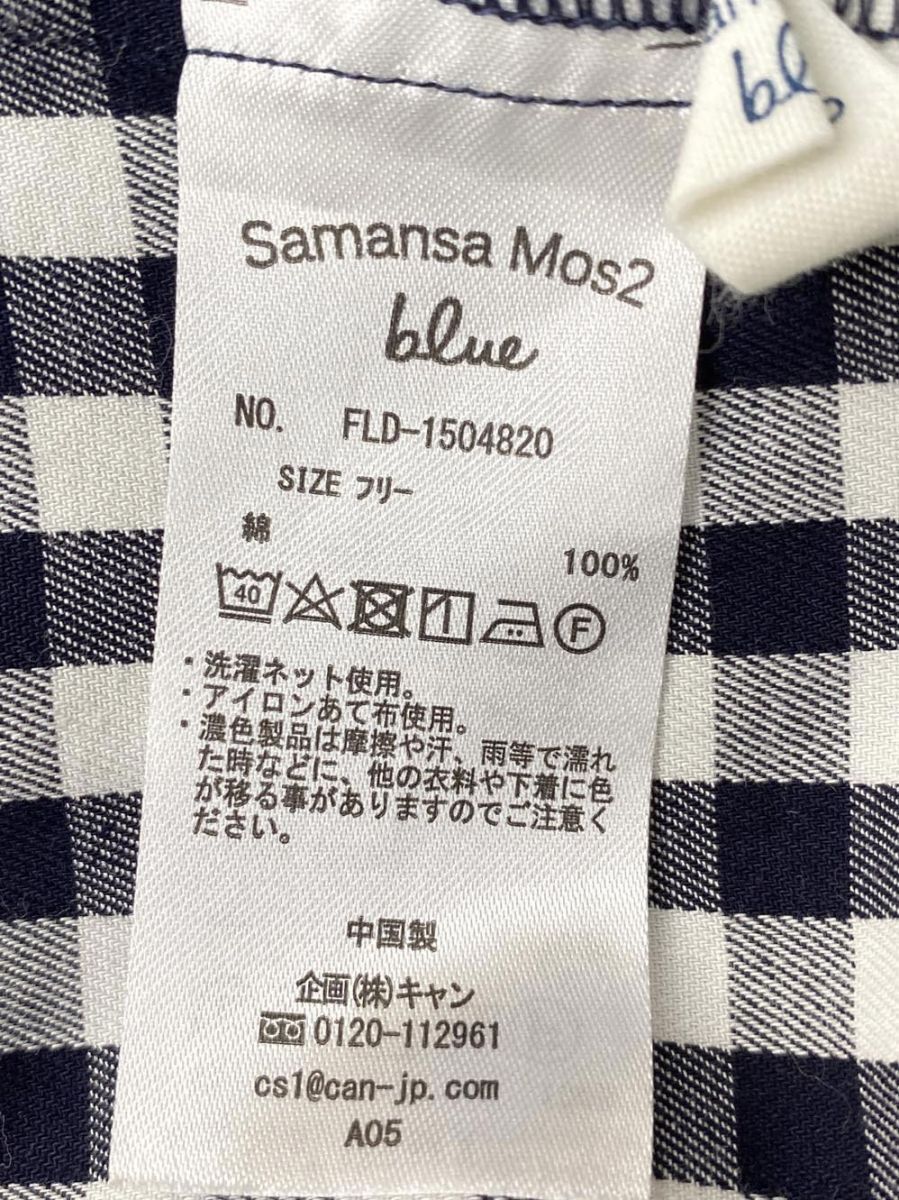 blu
Samansa Mos2
blue
NO. FLD-1504820
SIZE フリー
綿 100%
40 F
・洗濯ネット使用。
・アイロンあて布使用。
・濃色製品は摩擦や汗、雨等で濡れ
た時などに、他の衣料や下着に色
が移る事がありますのでご注意く
ださい。
中国製
企画(株)キャン
0120-112961
cs1@can-jp.com
A05